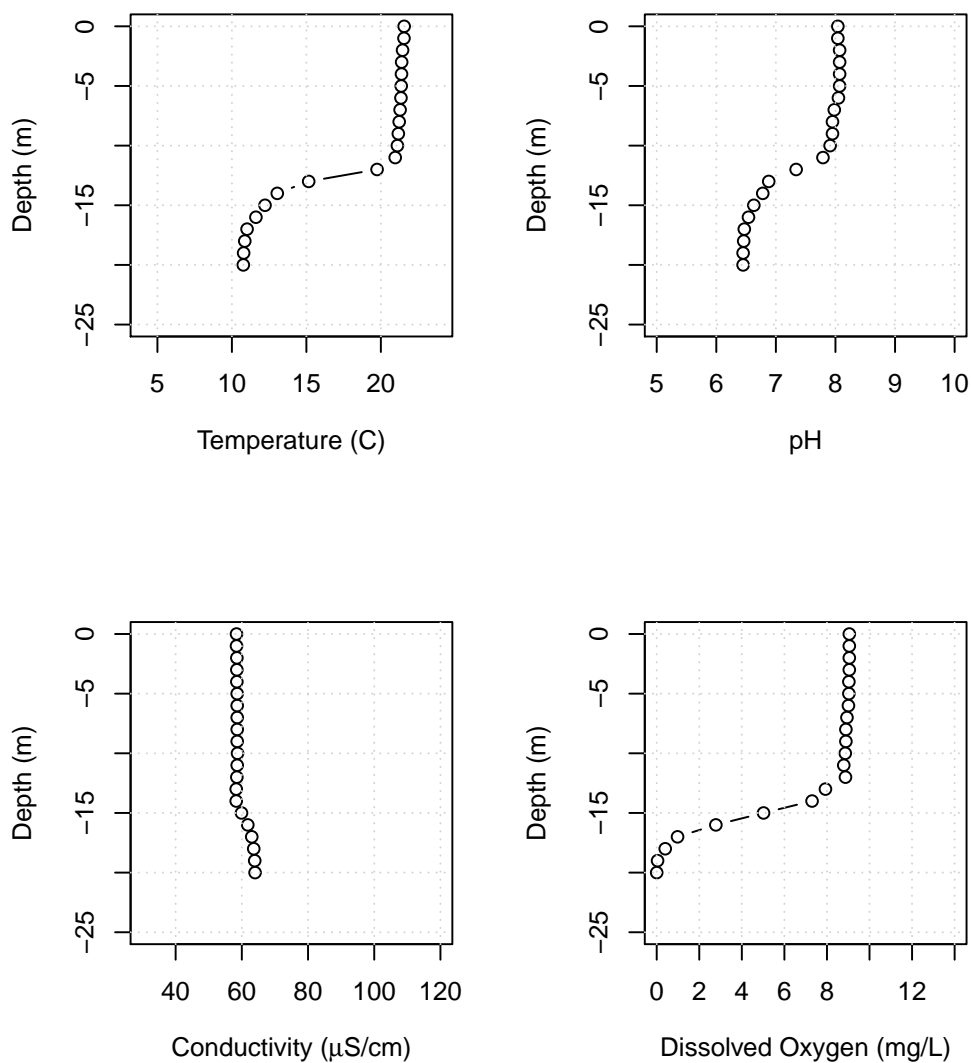 0
−5
−15
−25
Depth (m)
5 10 15 20
Temperature (C)
0
−5
−15
−25
Depth (m)
5 6 7 8 9 10
pH
0
−5
−15
−25
Depth (m)
40 60 80 100 120
Conductivity (μS/cm)
0
−5
−15
−25
Depth (m)
0 2 4 6 8 12
Dissolved Oxygen (mg/L)